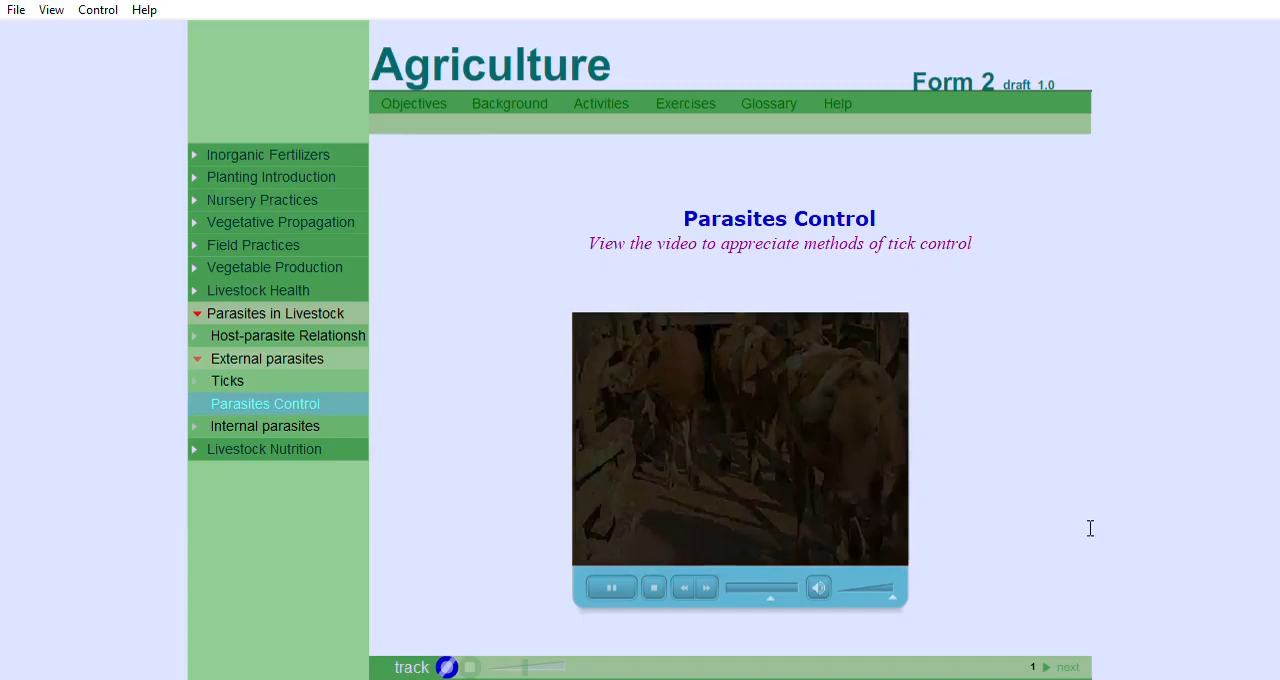 File View Control Help
Agriculture
Form 2 draft 1.0
Objectives Background Activities Exercises Glossary Help
Inorganic Fertilizers
Planting Introduction
Nursery Practices
Vegetative Propagation
Field Practices
Vegetable Production
Livestock Health
Parasites in Livestock
Host-parasite Relationsh
External parasites
Ticks
Parasites Control
Internal parasites
Livestock Nutrition
Parasites Control
View the video to appreciate methods of tick control
track
1 next